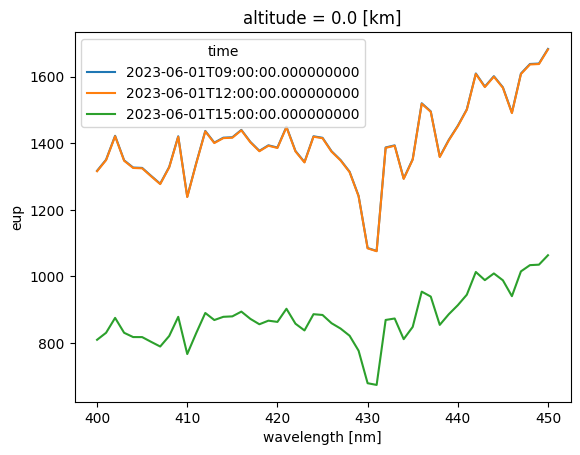 altitude = 0.0 [km]
time
2023-06-01T09:00:00.000000000
2023-06-01T12:00:00.000000000
2023-06-01T15:00:00.000000000
eup
1600
1400
1200
1000
800
400
410
420
430
440
450
wavelength [nm]